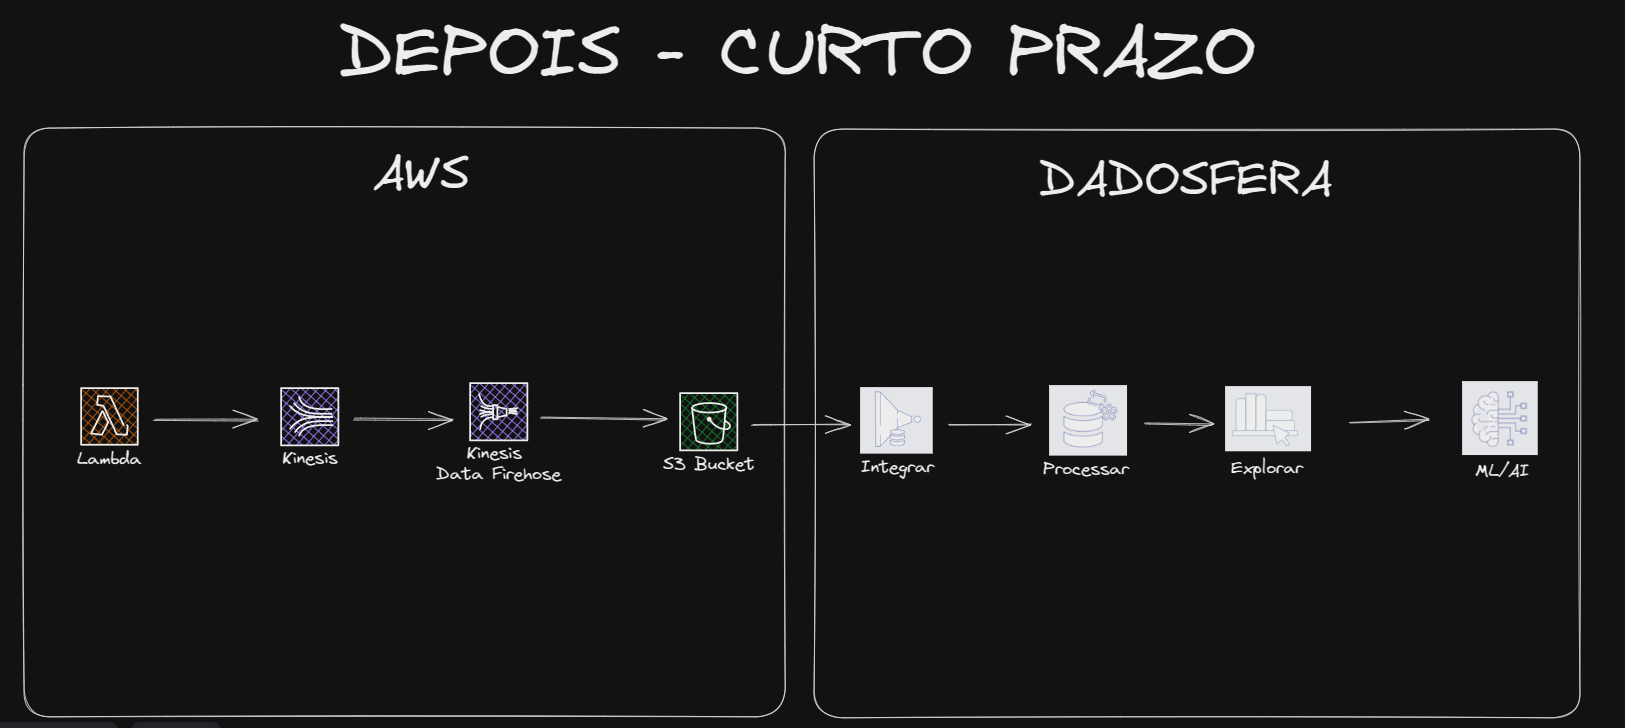 DEPOIS - CURTO PRAZO
AWS
DADOSFERA
Lambda
Kinesis
Kinesis
Data Firehose
S3 Bucket
Integrar
Processar
Explorar
ML/AI